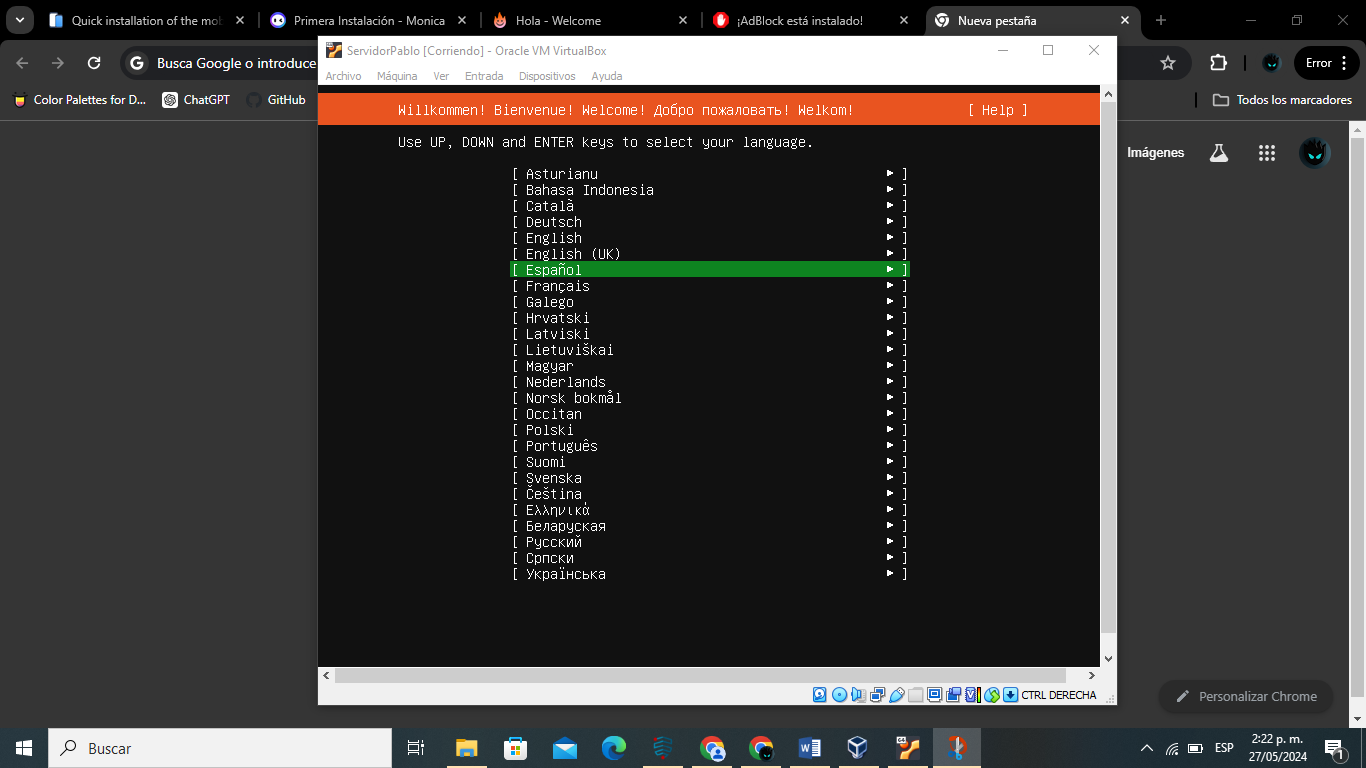 Quick installation of the mob
Primera Instalación - Monica
Hola - Welcome
¡AdBlock está instalado!
Nueva pestaña
Busca Google o introduce
Error
Color Palettes for D...
ChatGPT
GitHub
Todos los marcadores
Imágenes
ServidorPablo [Corriendo] - Oracle VM VirtualBox
Archivo Máquina Ver Entrada Dispositivos Ayuda
Willkommen! Bienvenue! Welcome! Добро пожаловать! Welkom! [ Help ]
Use UP, DOWN and ENTER keys to select your language.
[ Asturianu ► ]
[ Bahasa Indonesia ► ]
[ Català ► ]
[ Deutsch ► ]
[ English ► ]
[ English (UK) ► ]
[ Español ► ]
[ Français ► ]
[ Galego ► ]
[ Hrvatski ► ]
[ Latviski ► ]
[ Lietuviškai ► ]
[ Magyar ► ]
[ Nederlands ► ]
[ Norsk bokmål ► ]
[ Occitan ► ]
[ Polski ► ]
[ Português ► ]
[ Suomi ► ]
[ Svenska ► ]
[ Čeština ► ]
[ Ελληνικά ► ]
[ Беларуская ► ]
[ Русский ► ]
[ Српски ► ]
[ Українська ► ]
CTRL DERECHA
Personalizar Chrome
Buscar
ESP
2:22 p. m.
27/05/2024
1